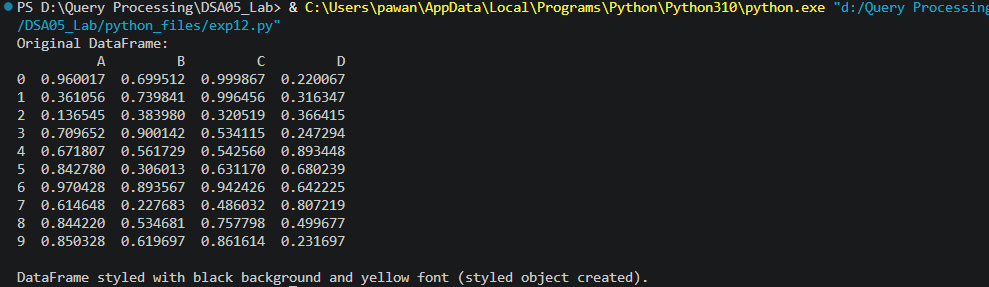 PS D:\Query Processing\DSA05_Lab> & C:\Users\pawan\AppData\Local\Programs\Python\Python310\python.exe "d:/Query Processing
/DSA05_Lab/python_files/exp12.py"
Original DataFrame:
A B C D
0 0.960017 0.699512 0.999867 0.220067
1 0.361056 0.739841 0.996456 0.316347
2 0.136545 0.383980 0.320519 0.366415
3 0.709652 0.900142 0.534115 0.247294
4 0.671807 0.561729 0.542560 0.893448
5 0.842780 0.306013 0.631170 0.680239
6 0.970428 0.893567 0.942426 0.642225
7 0.614648 0.227683 0.486032 0.807219
8 0.844220 0.534681 0.757798 0.499677
9 0.850328 0.619697 0.861614 0.231697
DataFrame styled with black background and yellow font (styled object created).